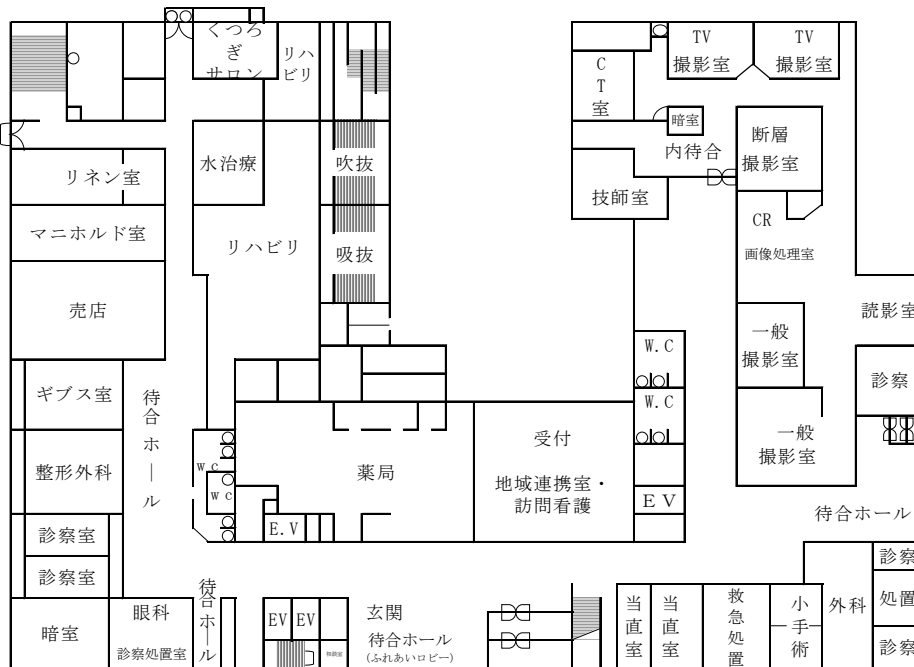 くつろ
ぎ
サロン
リハ
ビリ
TV
撮影室
TV
撮影室
CT室
暗室
断層
撮影室
内待合
リネン室
水治療
吹抜
技師室
マニホルド室
リハビリ
吸抜
CR
画像処理室
売店
読影室
一般
撮影室
W.C
ギブス室
待合ホール
診察
W.C
受付
一般
撮影室
整形外科
wc
薬局
地域連携室・
訪問看護
wc
EV
待合ホール
診察室
E.V
診察室
待合ホール
診察
暗室
眼科
診察処置室
EV
EV
玄関
待合ホール
(ふれあいロビー)
当直室
当直室
救急処置
小手術
外科
処置
診察